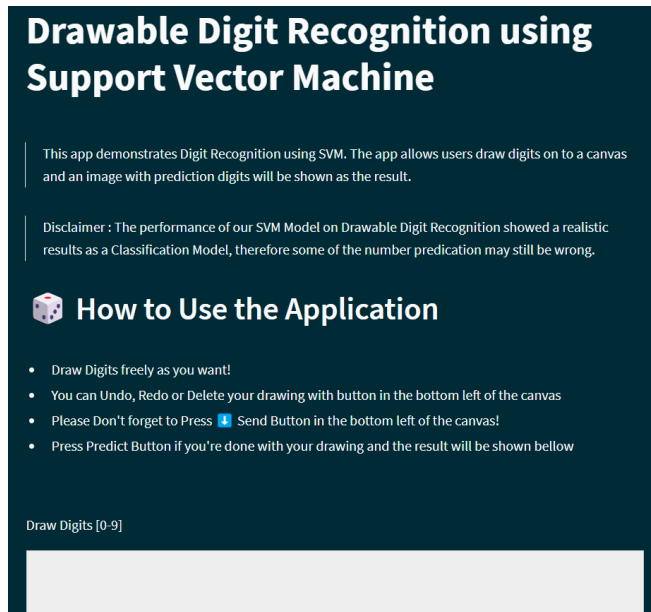 Drawable Digit Recognition using
Support Vector Machine
This app demonstrates Digit Recognition using SVM. The app allows users draw digits on to a canvas
and an image with prediction digits will be shown as the result.
Disclaimer : The performance of our SVM Model on Drawable Digit Recognition showed a realistic
results as a Classification Model, therefore some of the number predication may still be wrong.
🎲 How to Use the Application
• Draw Digits freely as you want!
• You can Undo, Redo or Delete your drawing with button in the bottom left of the canvas
• Please Don't forget to Press ⬇️ Send Button in the bottom left of the canvas!
• Press Predict Button if you're done with your drawing and the result will be shown bellow
Draw Digits [0-9]